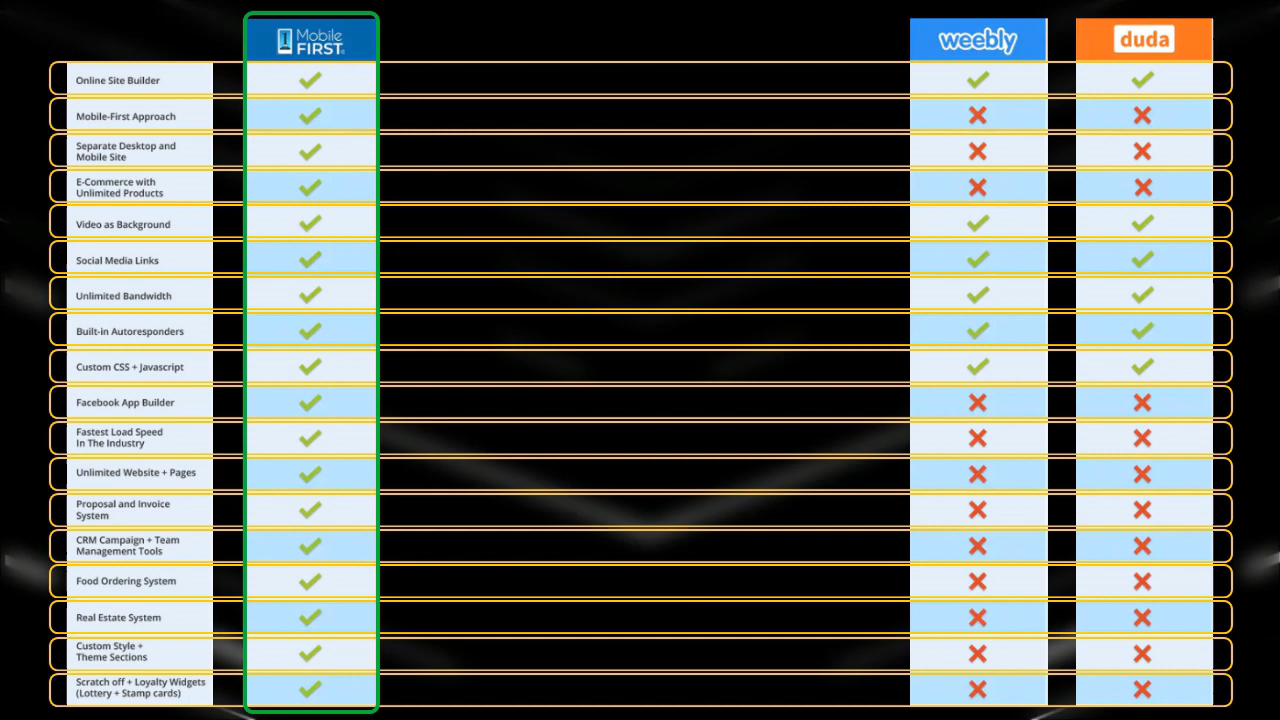 Mobile
FIRST
weebly
duda
Online Site Builder
Mobile-First Approach
Separate Desktop and
Mobile Site
E-Commerce with
Unlimited Products
Video as Background
Social Media Links
Unlimited Bandwidth
Built-in Autoresponders
Custom CSS + Javascript
Facebook App Builder
Fastest Load Speed
In The Industry
Unlimited Website + Pages
Proposal and Invoice
System
CRM Campaign + Team
Management Tools
Food Ordering System
Real Estate System
Custom Style +
Theme Sections
Scratch off + Loyalty Widgets
(Lottery + Stamp cards)